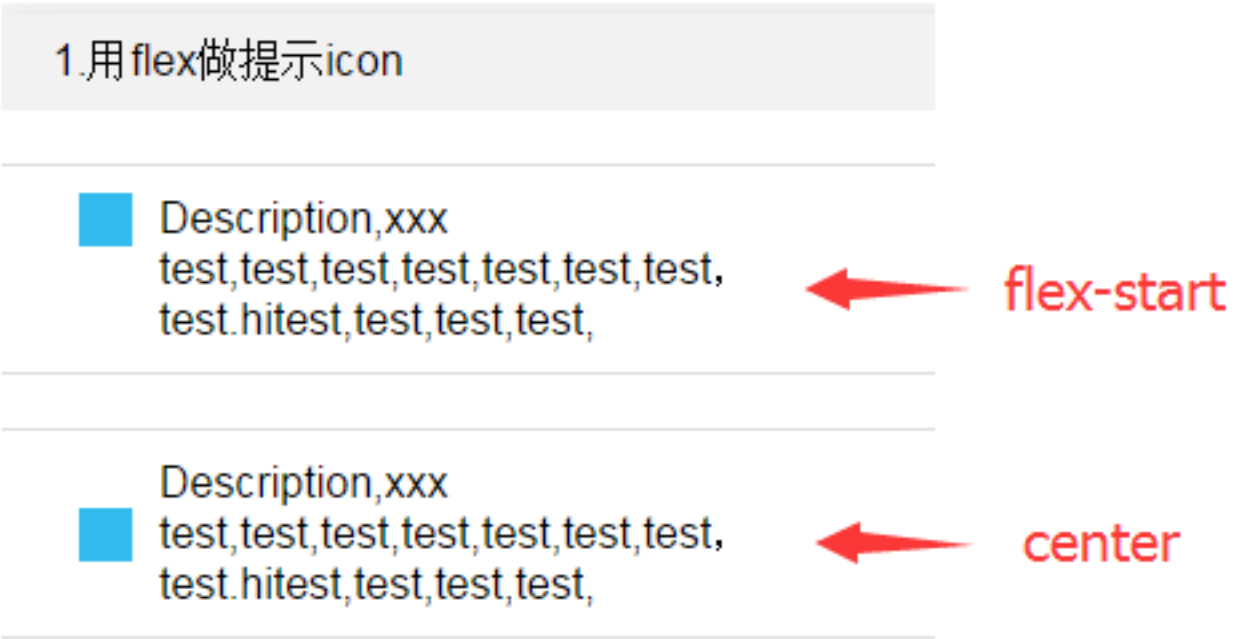 1.用flex做提示icon
Description,xxx
test,test,test,test,test,test,test，
test.hitest,test,test,test,
flex-start
Description,xxx
test,test,test,test,test,test,test，
test.hitest,test,test,test,
center